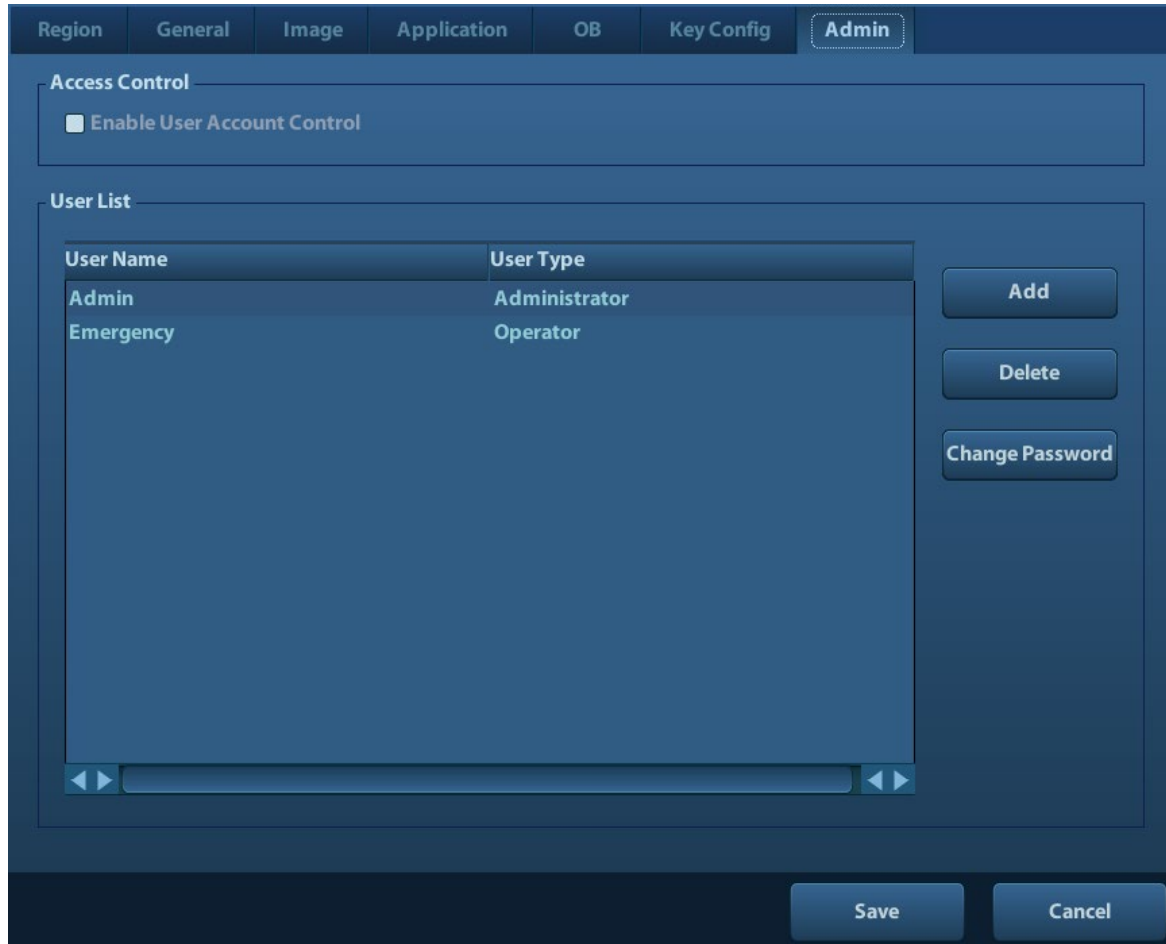 Region General Image Application OB Key Config Admin
Access Control
Enable User Account Control
User List
User Name User Type
Admin Administrator
Emergency Operator
Add
Delete
Change Password
Save Cancel